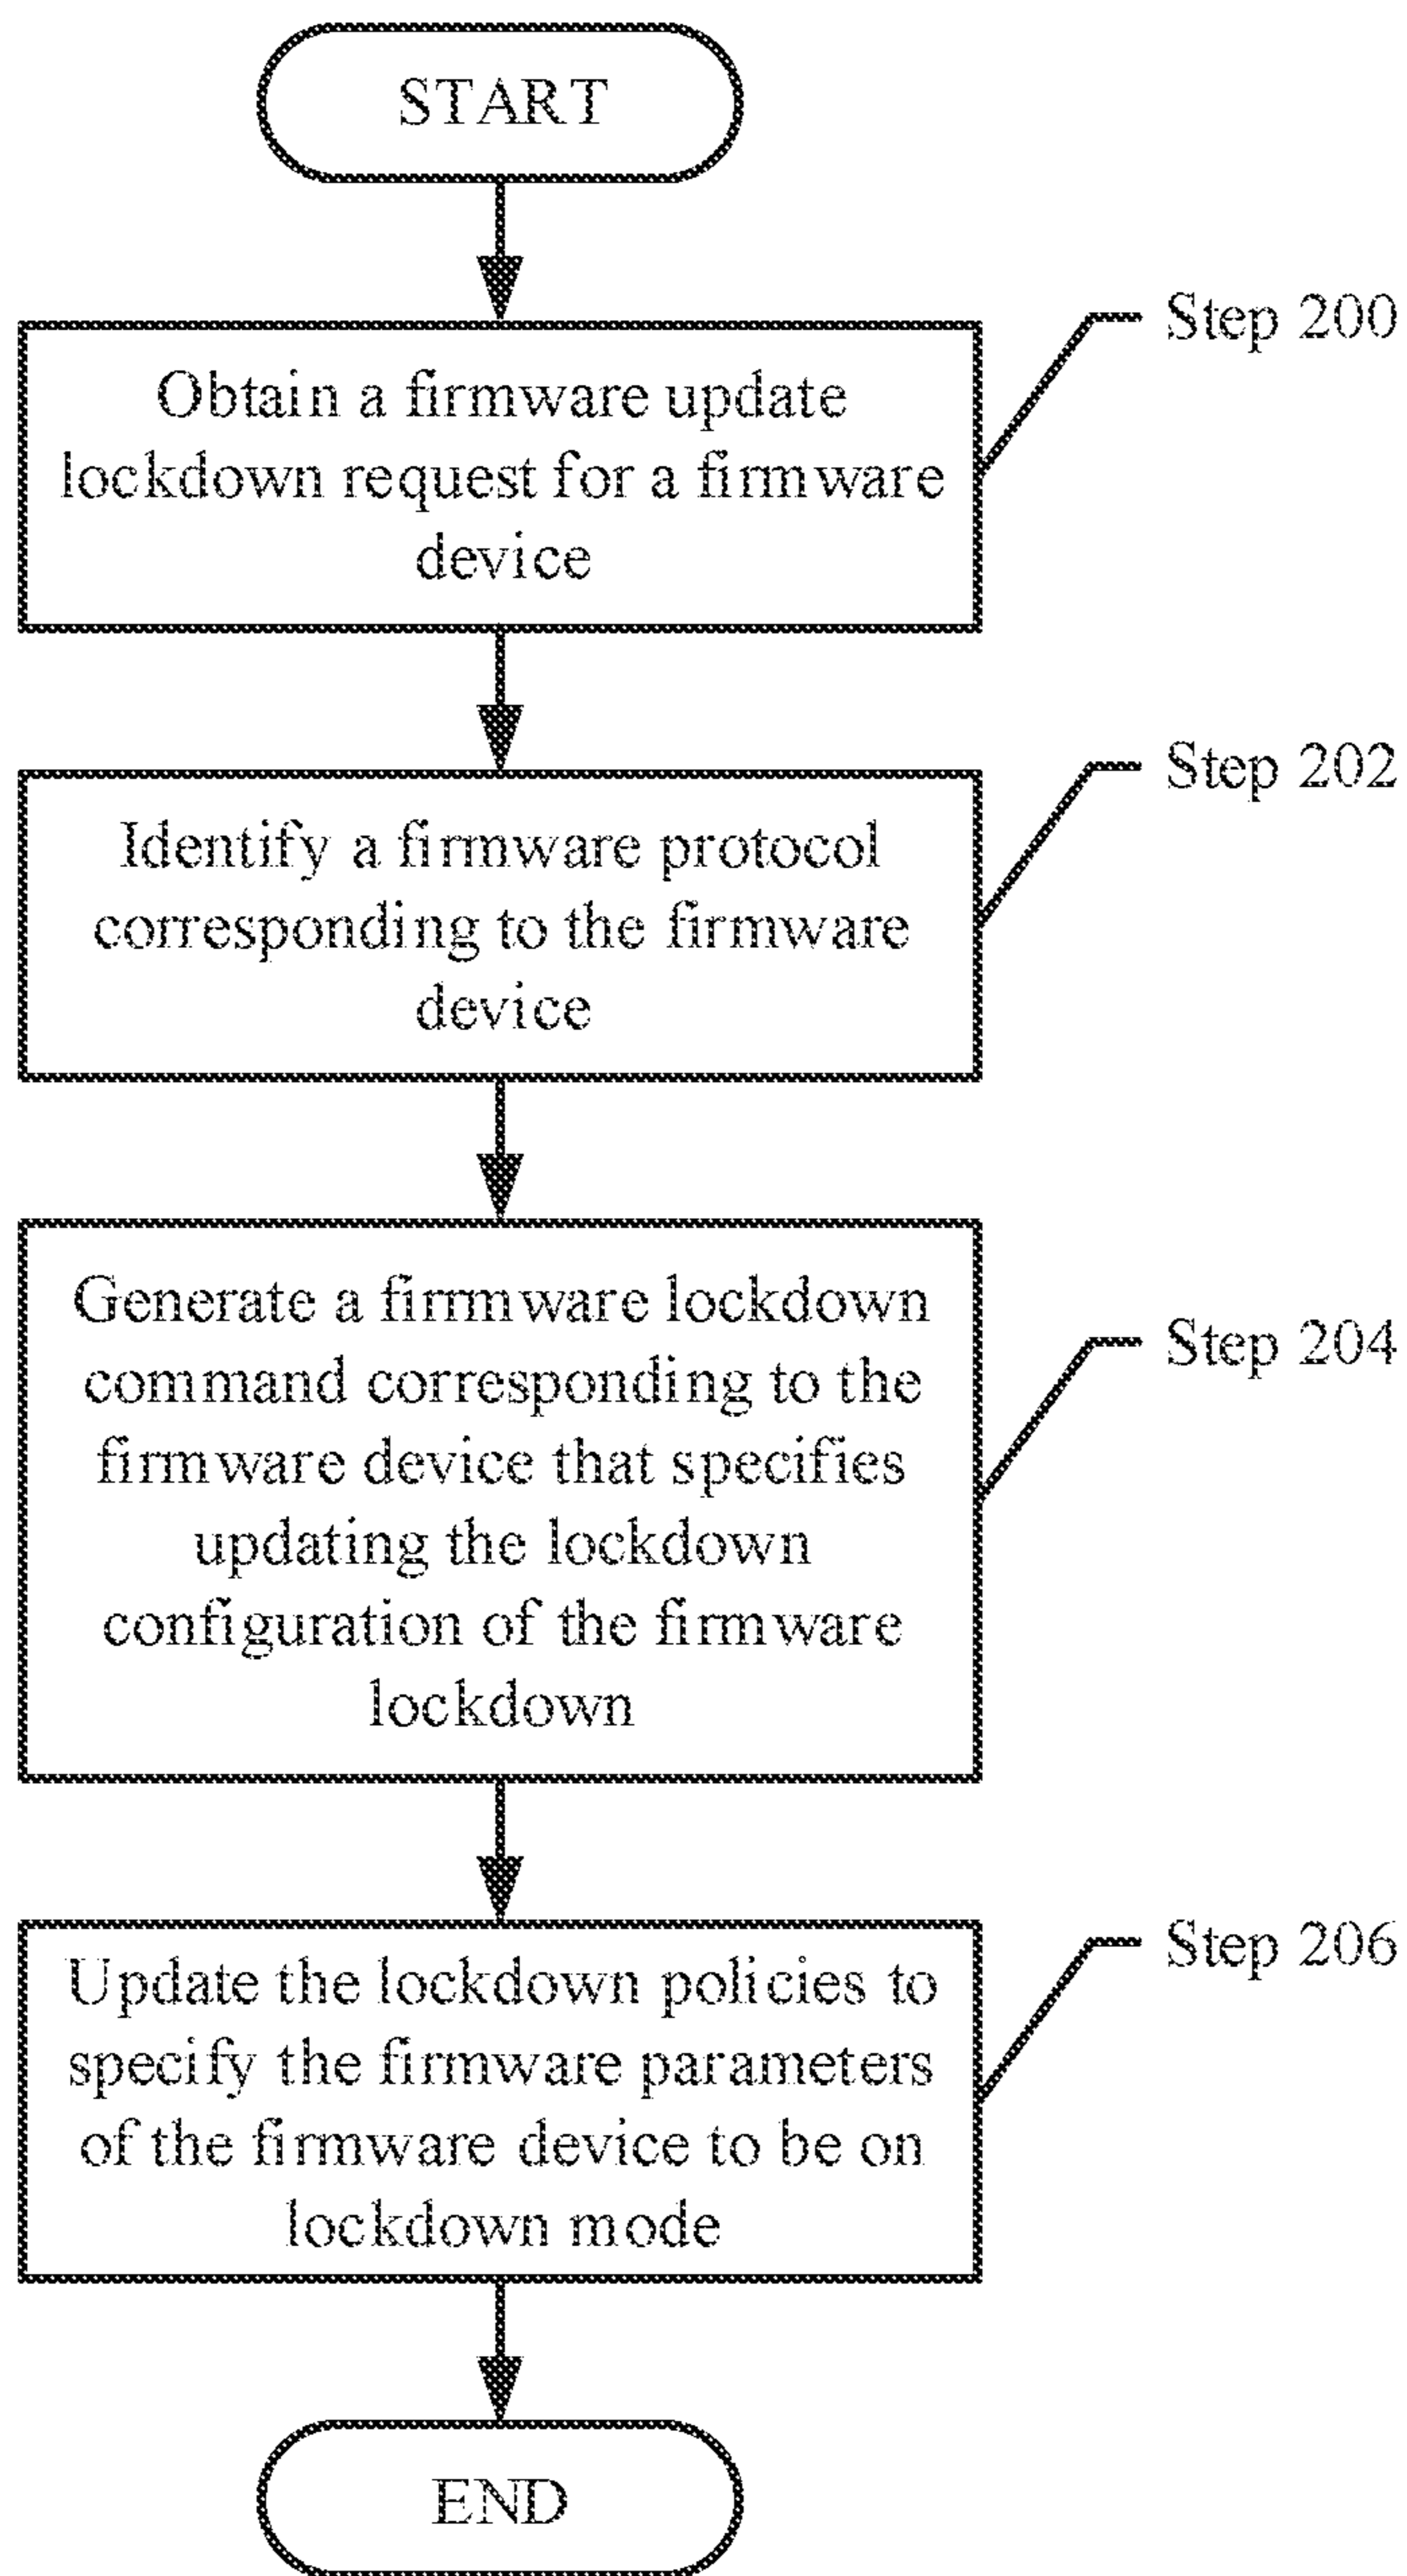 START
Step 200
Obtain a firmware update
lockdown request for a firmware
device
Step 202
Identify a firmware protocol
corresponding to the firmware
device
Generate a firmware lockdown
command corresponding to the
Step 204
firmware device that specifies
updating the lockdown
configuration of the firmware
lockdown
Step 206
Update the lockdown policies to
specify the firmware parameters
of the firmware device to be on
lockdown mode
END